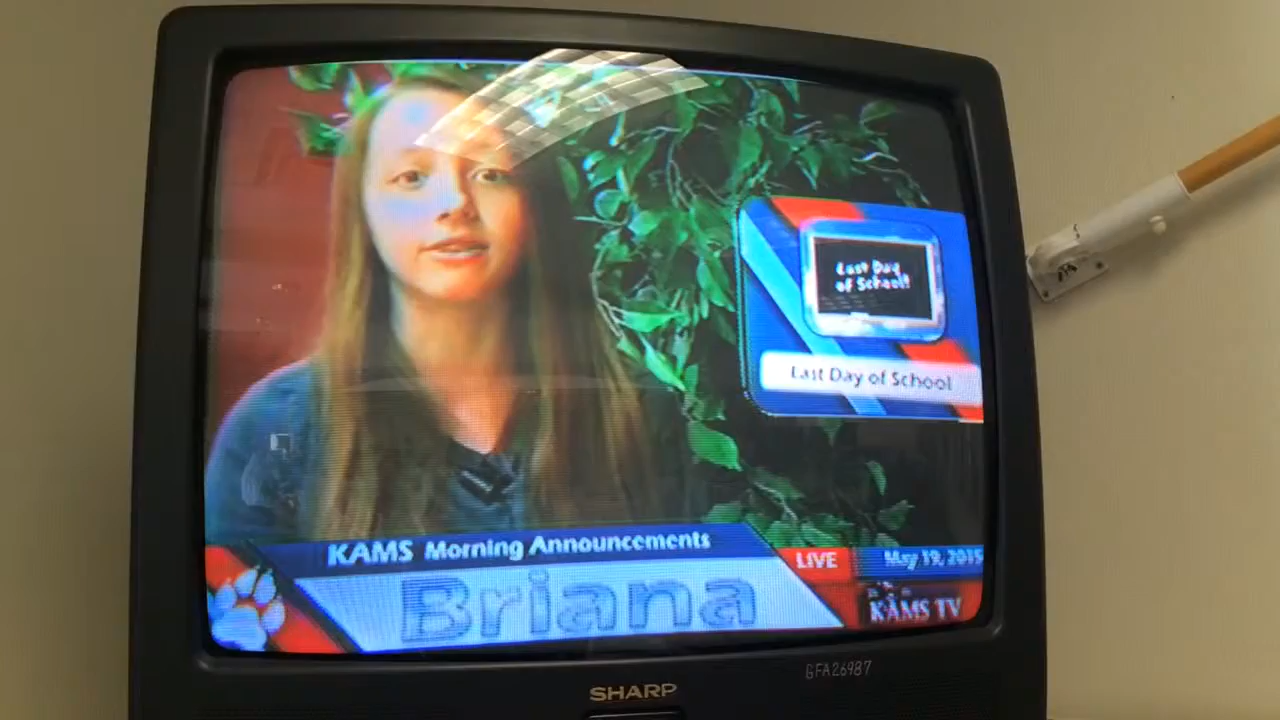 Last Day
of School!
Last Day of School
KAMS Morning Announcements
LIVE
May 19, 2015
Briana
KAMS TV
GFA26987
SHARP